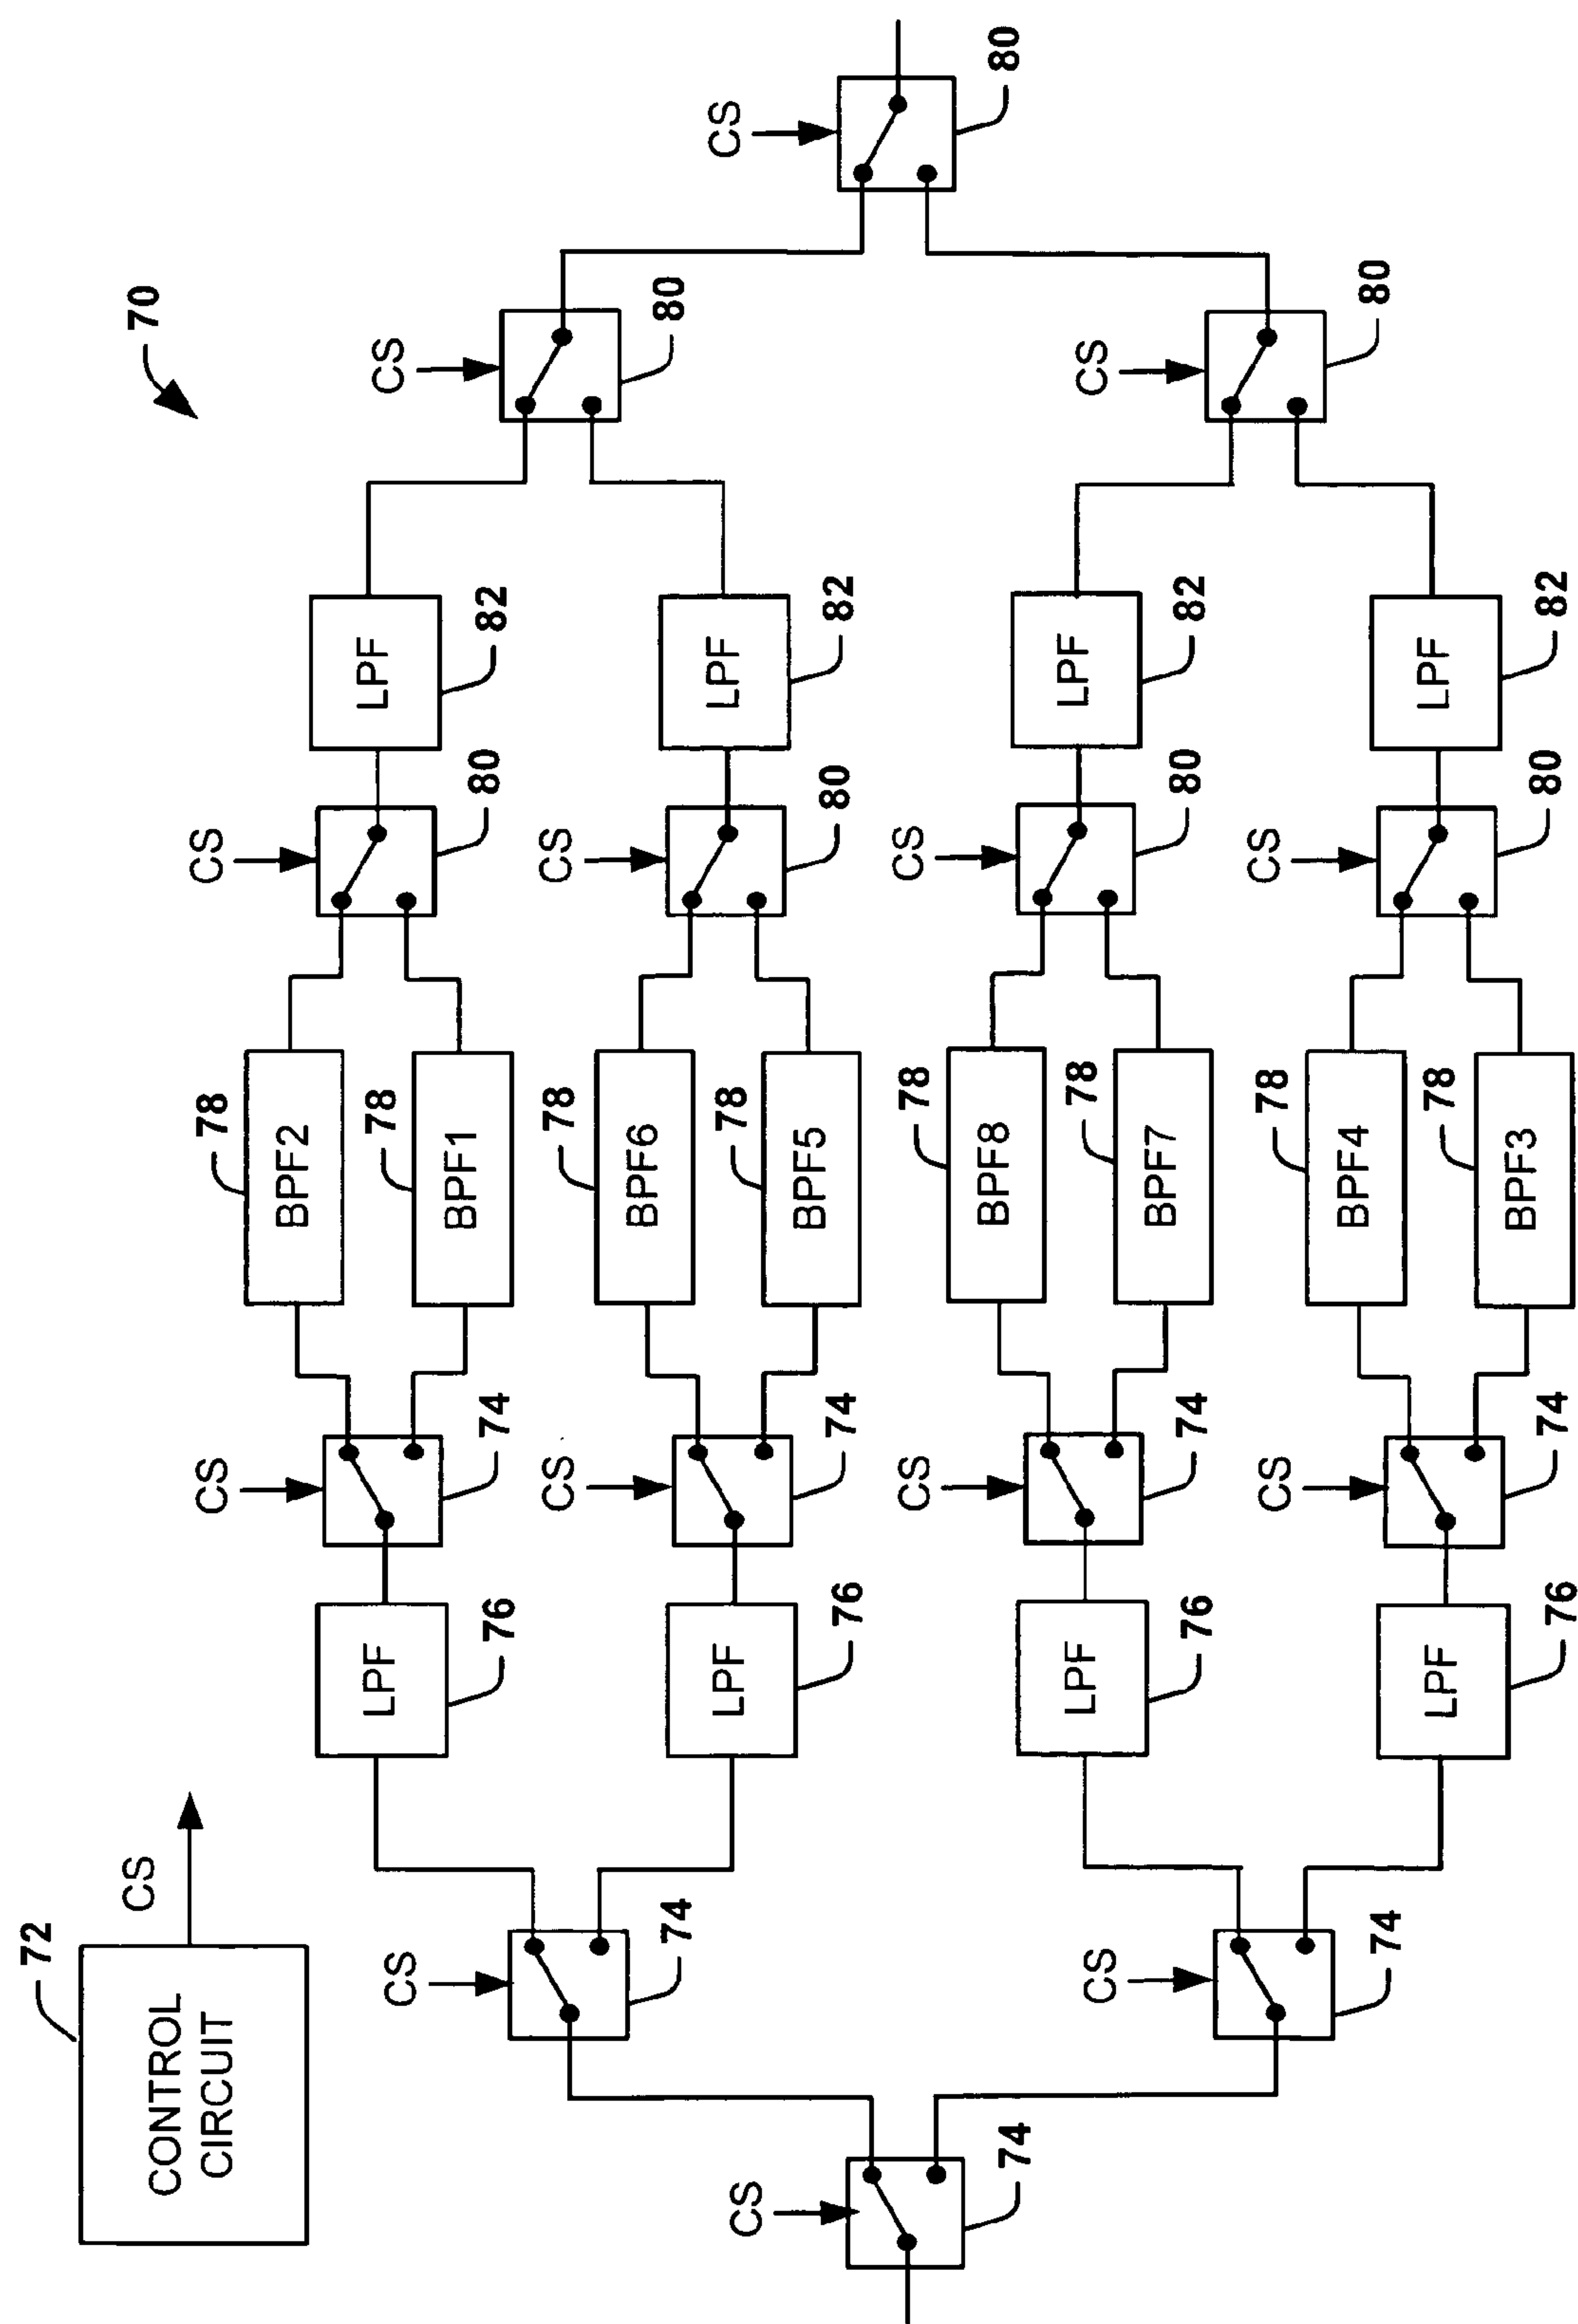 72
CS
70
CONTROL
CIRCUIT
CS
78
CS
BPF2
CS
LPF
78
LPF
CS
BPF1
76
74
80
82
CS
78
CS
BPF6
74
80
LPF
78
LPF
CS
CS
BPF5
76
74
80
82
CS
78
CS
BPF8
74
80
CS
LPF
78
LPF
CS
BPF7
76
74
80
82
CS
78
CS
BPF4
74
80
LPF
78
LPF
BPF3
76
74
80
82